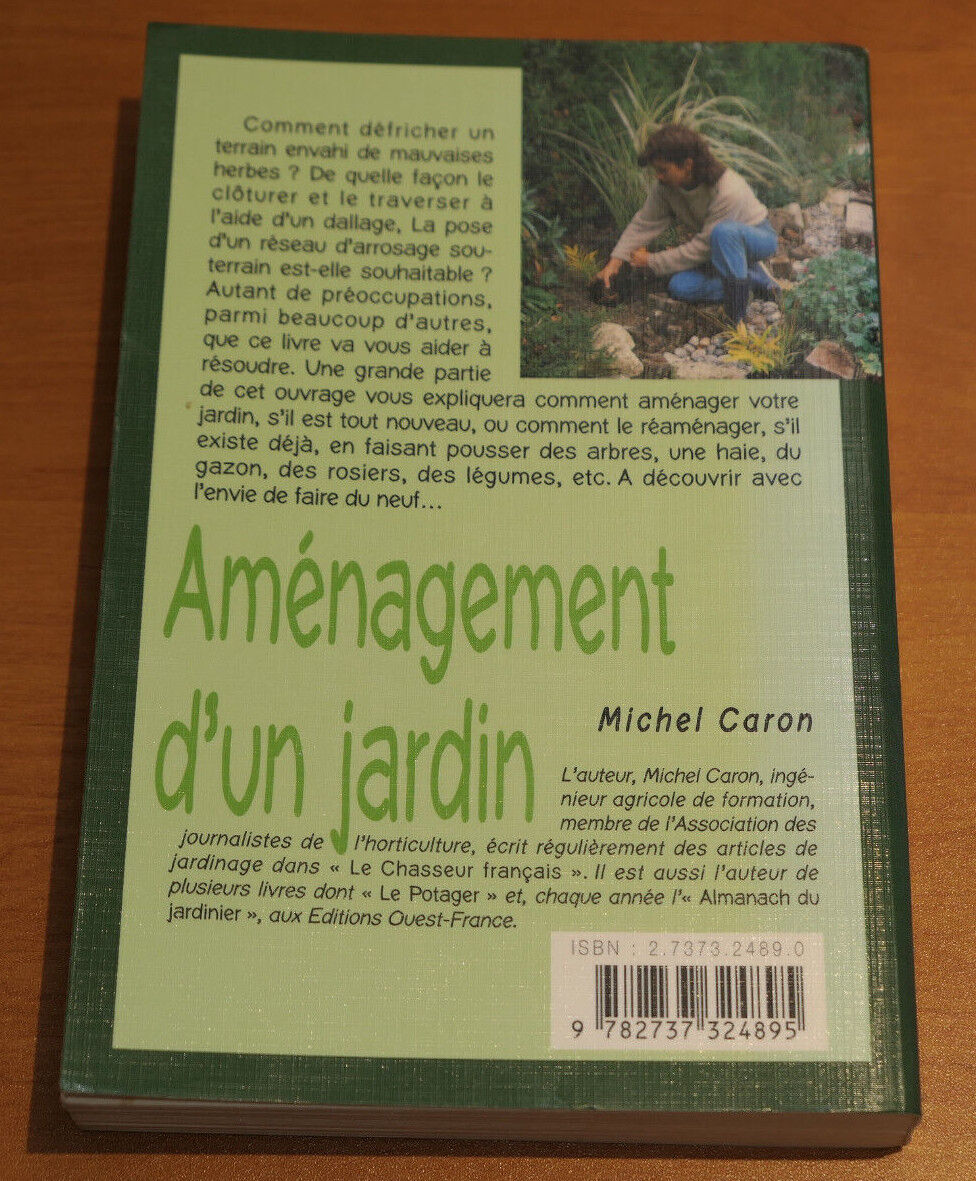 Comment défricher un
terrain envahi de mauvaises
herbes ? De quelle façon le
clôturer et le traverser à
l'aide d'un dallage, La pose
d'un réseau d'arrosage sou-
terrain est-elle souhaitable ?
Autant de préoccupations,
parmi beaucoup d'autres,
que ce livre va vous aider à
résoudre. Une grande partie
de cet ouvrage vous expliquera comment aménager votre
jardin, s'il est tout nouveau, ou comment le réaménager, s'il
existe déjà, en faisant pousser des arbres, une haie, du
gazon, des rosiers, des légumes, etc. A découvrir avec
l'envie de faire du neuf...
Aménagement
d'un jardin
Michel Caron
L'auteur, Michel Caron, ingé-
nieur agricole de formation,
membre de l'Association des
journalistes de l'horticulture, écrit régulièrement des articles de
jardinage dans « Le Chasseur français ». Il est aussi l'auteur de
plusieurs livres dont « Le Potager » et, chaque année l'« Almanach du
jardinier », aux Editions Ouest-France.
ISBN : 2.7373.2489.0
9 782737 324895